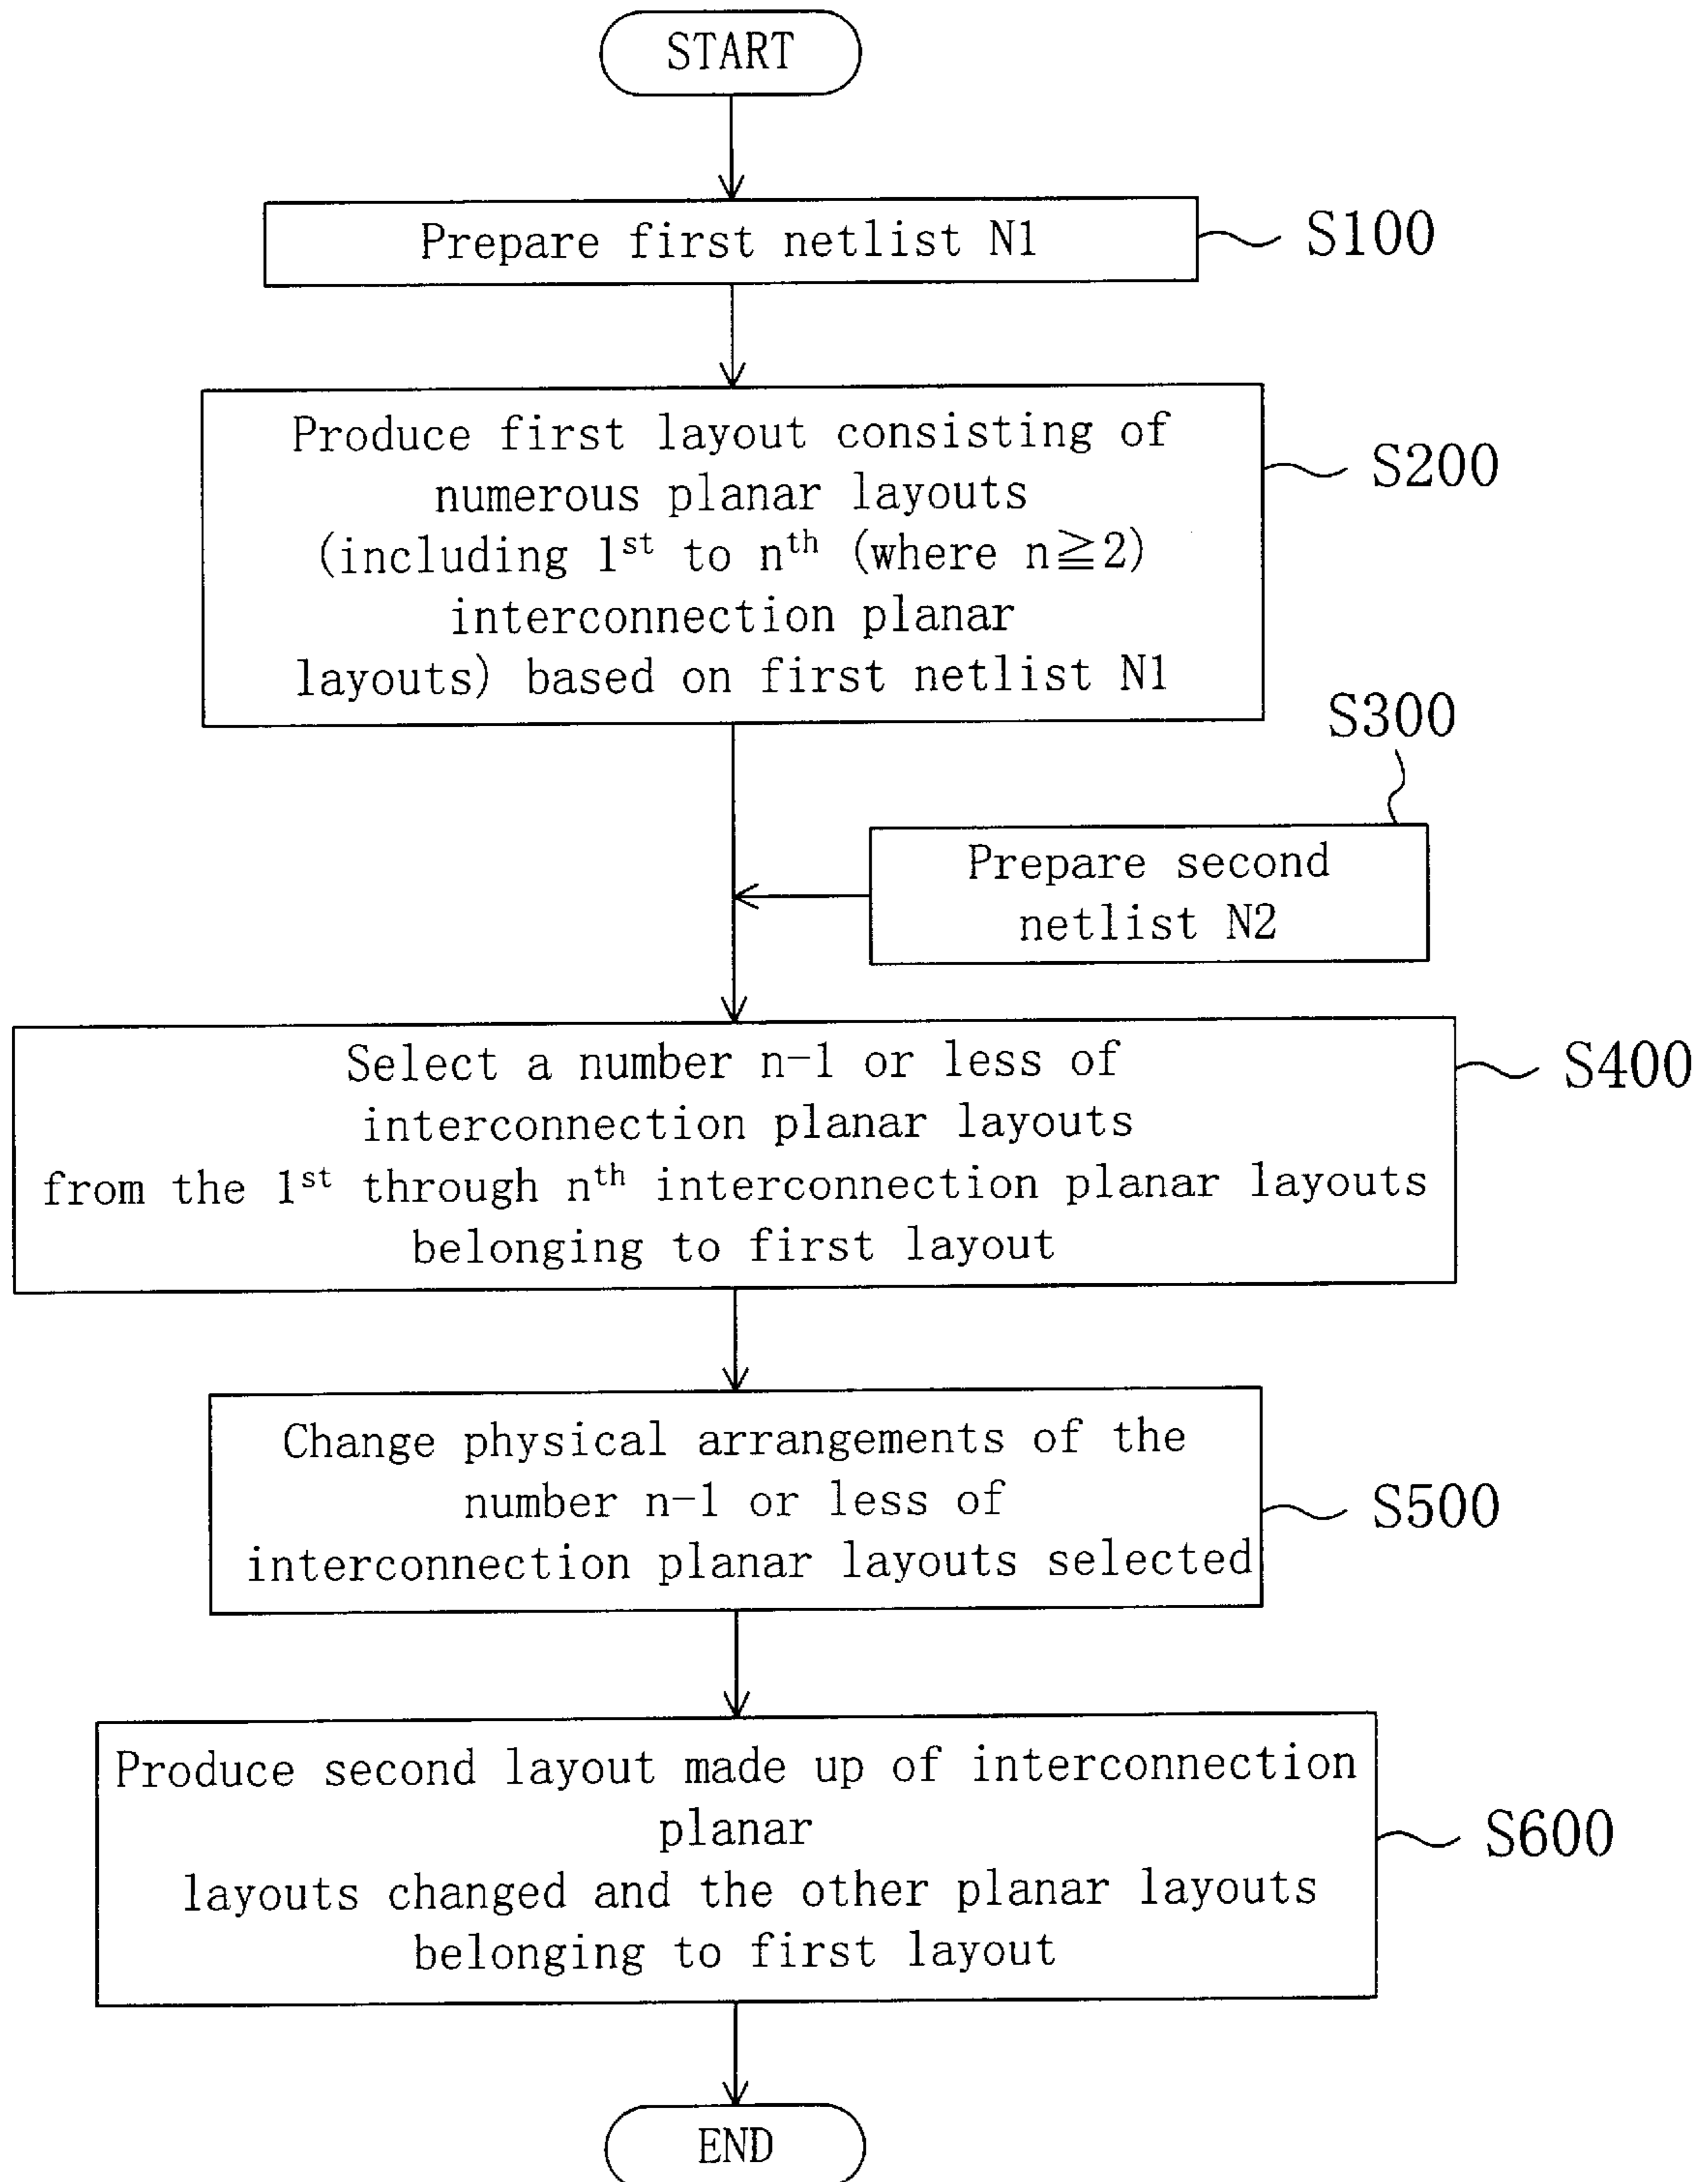 START
Prepare first netlist N1
S100
Produce first layout consisting of
numerous planar layouts
(including 1st to nth (where n≧2)
interconnection planar
layouts) based on first netlist N1
S200
S300
Prepare second
netlist N2
Select a number n-1 or less of
interconnection planar layouts
from the 1st through nth interconnection planar layouts
belonging to first layout
S400
Change physical arrangements of the
number n-1 or less of
interconnection planar layouts selected
S500
Produce second layout made up of interconnection
planar
layouts changed and the other planar layouts
belonging to first layout
S600
END